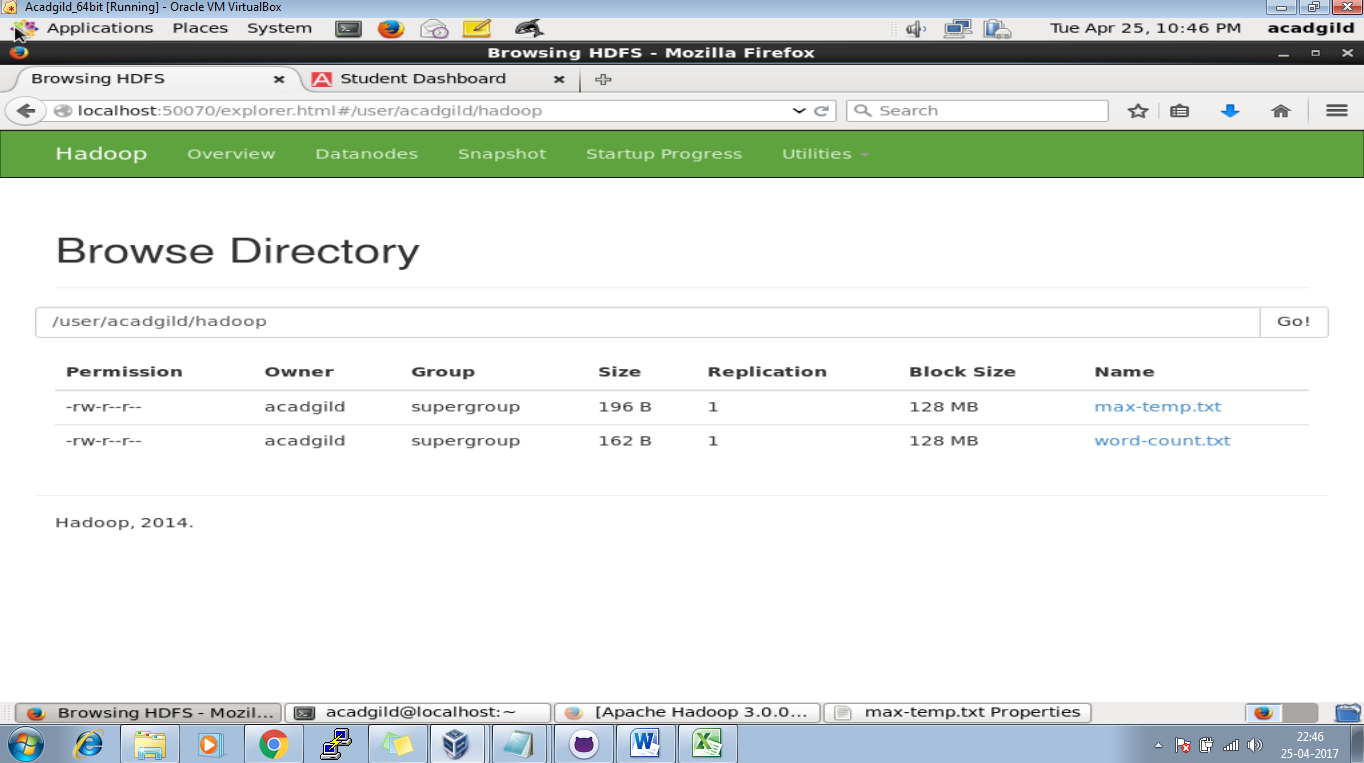 Acadgild_64bit [Running] - Oracle VM VirtualBox
Applications Places System Tue Apr 25, 10:46 PM acadgild
Browsing HDFS - Mozilla Firefox
Browsing HDFS Student Dashboard
localhost:50070/explorer.html#/user/acadgild/hadoop Search
Hadoop Overview Datanodes Snapshot Startup Progress Utilities
Browse Directory
/user/acadgild/hadoop Go!
Permission Owner Group Size Replication Block Size Name
-rw-r--r-- acadgild supergroup 196 B 1 128 MB max-temp.txt
-rw-r--r-- acadgild supergroup 162 B 1 128 MB word-count.txt
Hadoop, 2014.
Browsing HDFS - Mozil... acadgild@localhost:~ [Apache Hadoop 3.0.0... max-temp.txt Properties
22:46
25-04-2017